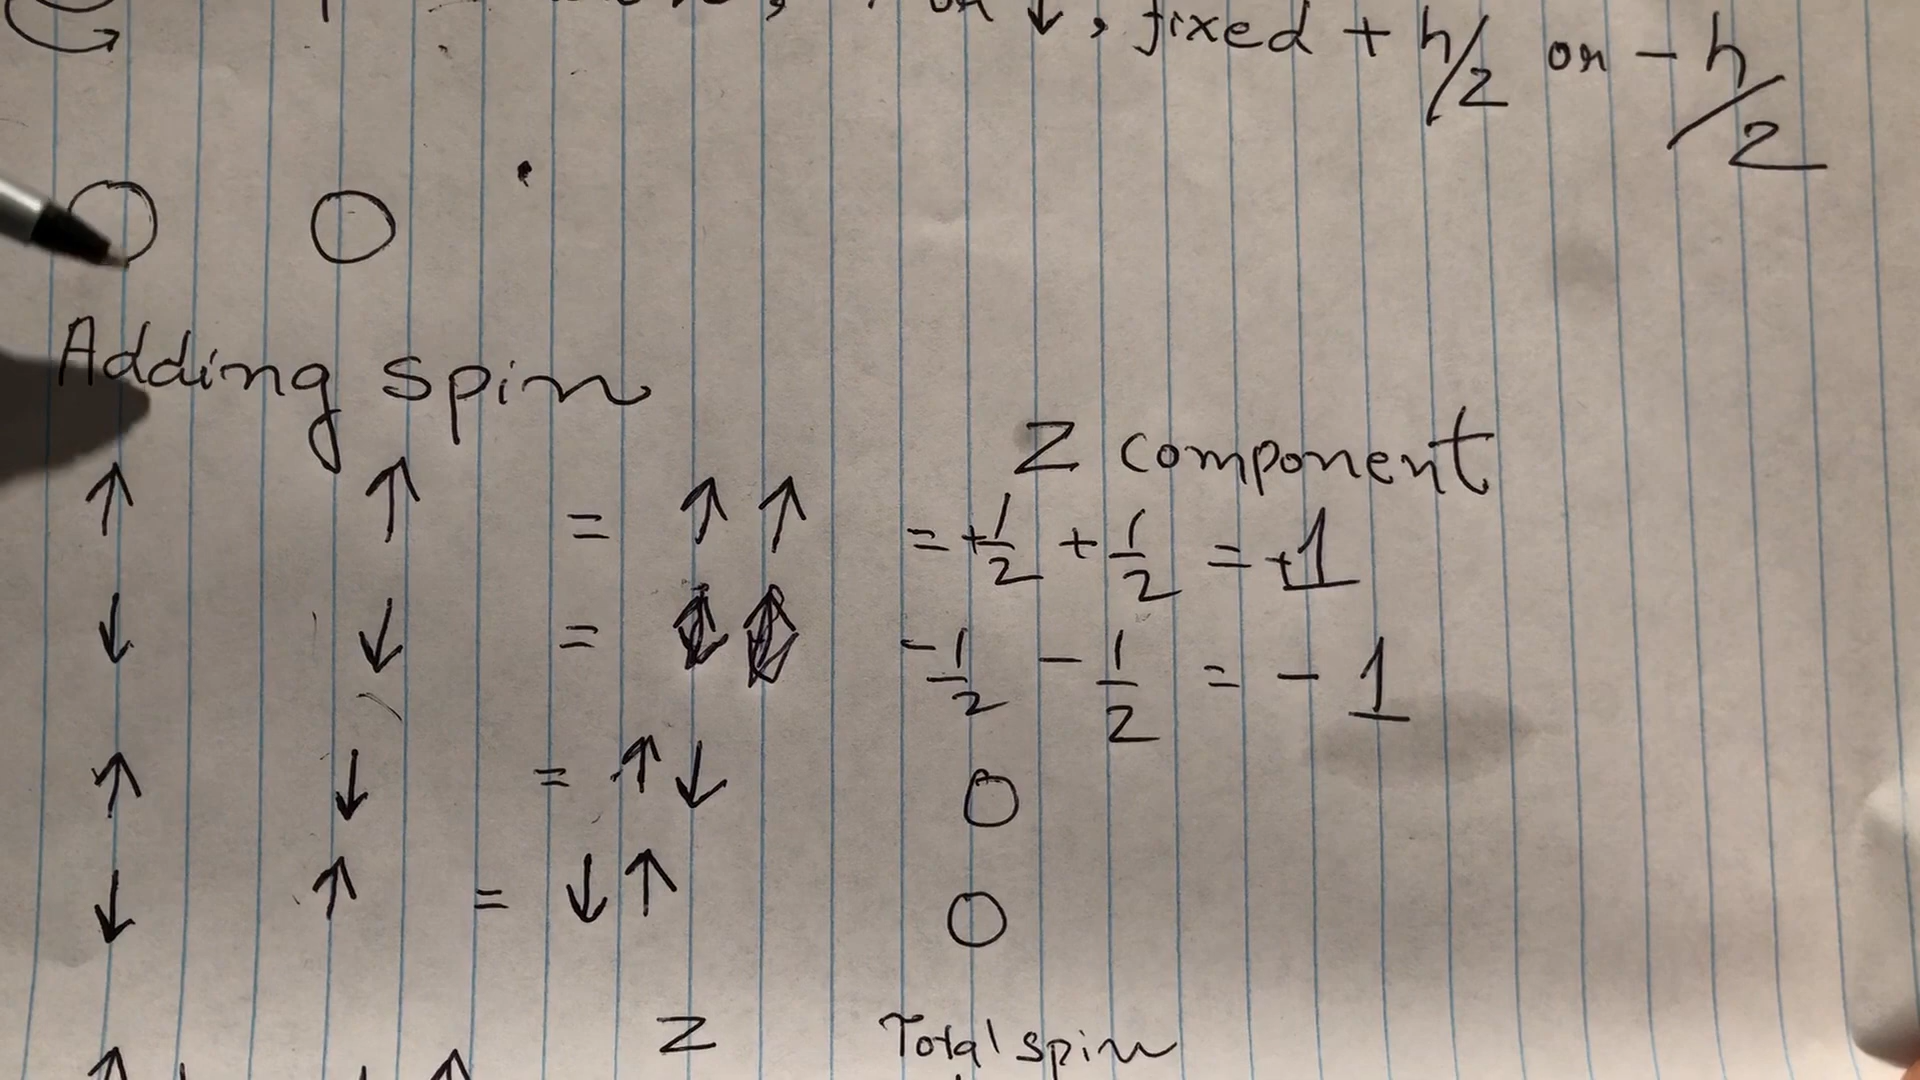 ↓, fixed + h/2 or - h/2
Adding spin
Z component
↑ ↑ = ↑ ↑ = +1/2 + 1/2 = +1
↓ ↓ = -1/2 - 1/2 = - 1
↑ ↓ = ↑ ↓ 0
↓ ↑ = ↓ ↑ 0
Z Total spin